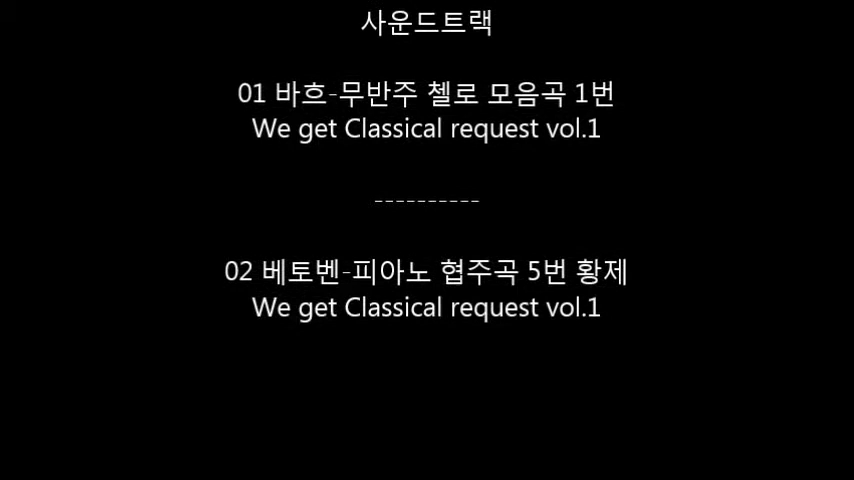 사운드트랙
01 바흐-무반주 첼로 모음곡 1번
We get Classical request vol.1
----------
02 베토벤-피아노 협주곡 5번 황제
We get Classical request vol.1